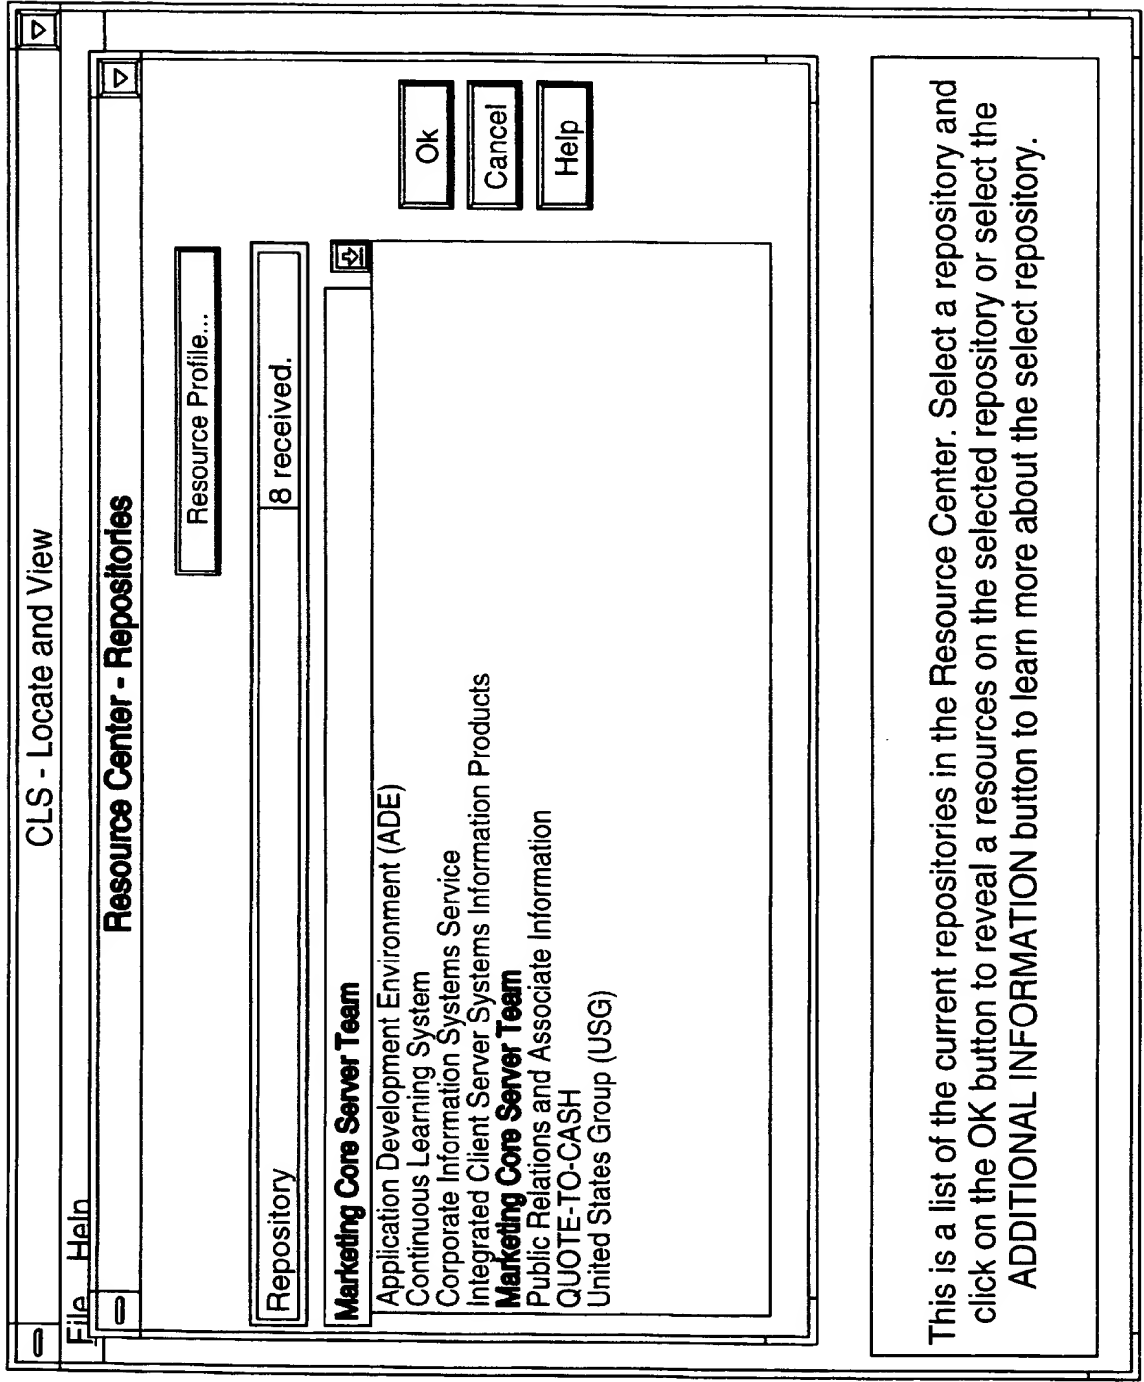 CLS - Locate and View
File Help
Resource Center - Repositories
Resource Profile...
Repository 8 received.
Marketing Core Server Team
Application Development Environment (ADE)
Continuous Learning System
Corporate Information Systems Service
Integrated Client Server Systems Information Products
Marketing Core Server Team
Public Relations and Associate Information
QUOTE-TO-CASH
United States Group (USG)
Ok
Cancel
Help
This is a list of the current repositories in the Resource Center. Select a repository and
click on the OK button to reveal a resources on the selected repository or select the
ADDITIONAL INFORMATION button to learn more about the select repository.